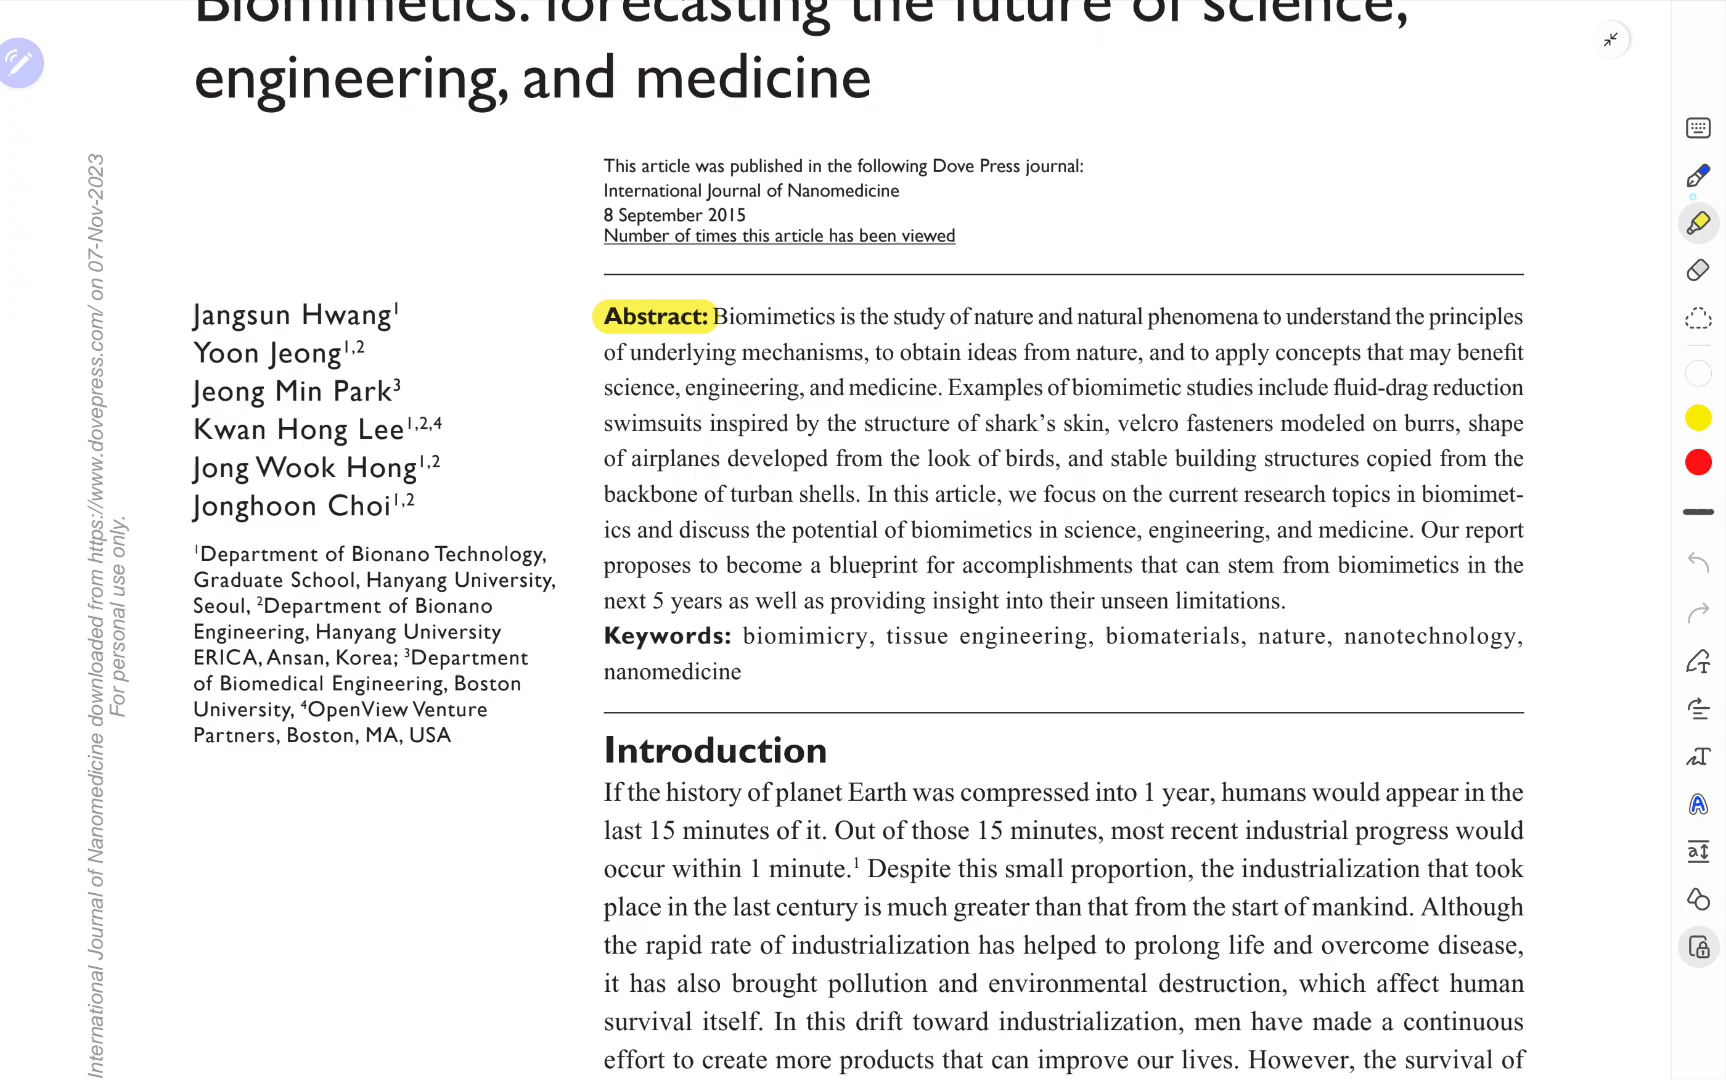 Biomimetics: forecasting the future of science,
engineering, and medicine
This article was published in the following Dove Press journal:
International Journal of Nanomedicine
8 September 2015
Number of times this article has been viewed
International Journal of Nanomedicine downloaded from https://www.dovepress.com/ on 07-Nov-2023
For personal use only.
Jangsun Hwang1
Yoon Jeong1,2
Jeong Min Park3
Kwan Hong Lee1,2,4
Jong Wook Hong1,2
Jonghoon Choi1,2
1Department of Bionano Technology,
Graduate School, Hanyang University,
Seoul, 2Department of Bionano
Engineering, Hanyang University
ERICA, Ansan, Korea; 3Department
of Biomedical Engineering, Boston
University, 4OpenView Venture
Partners, Boston, MA, USA
Abstract: Biomimetics is the study of nature and natural phenomena to understand the principles
of underlying mechanisms, to obtain ideas from nature, and to apply concepts that may benefit
science, engineering, and medicine. Examples of biomimetic studies include fluid-drag reduction
swimsuits inspired by the structure of shark's skin, velcro fasteners modeled on burrs, shape
of airplanes developed from the look of birds, and stable building structures copied from the
backbone of turban shells. In this article, we focus on the current research topics in biomimet-
ics and discuss the potential of biomimetics in science, engineering, and medicine. Our report
proposes to become a blueprint for accomplishments that can stem from biomimetics in the
next 5 years as well as providing insight into their unseen limitations.
Keywords: biomimicry, tissue engineering, biomaterials, nature, nanotechnology,
nanomedicine
Introduction
If the history of planet Earth was compressed into 1 year, humans would appear in the
last 15 minutes of it. Out of those 15 minutes, most recent industrial progress would
occur within 1 minute.1 Despite this small proportion, the industrialization that took
place in the last century is much greater than that from the start of mankind. Although
the rapid rate of industrialization has helped to prolong life and overcome disease,
it has also brought pollution and environmental destruction, which affect human
survival itself. In this drift toward industrialization, men have made a continuous
effort to create more products that can improve our lives. However, the survival of